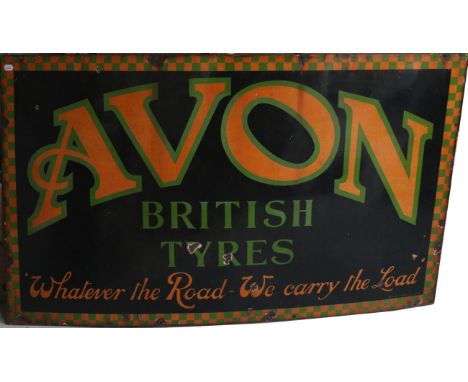 AVON
BRITISH
TYRES
"Whatever the Road - We carry the Load"